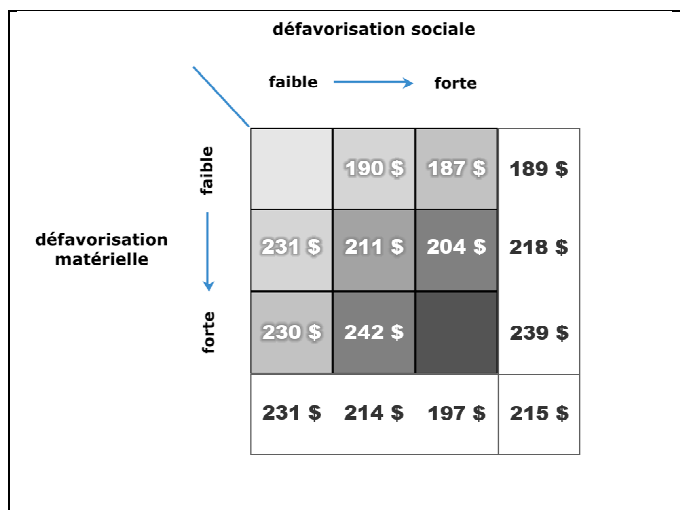 défavorisation sociale
faible forte
faible
190 $ 187 $ 189 $
défavorisation
matérielle
231 $ 211 $ 204 $ 218 $
forte
230 $ 242 $ 239 $
231 $ 214 $ 197 $ 215 $